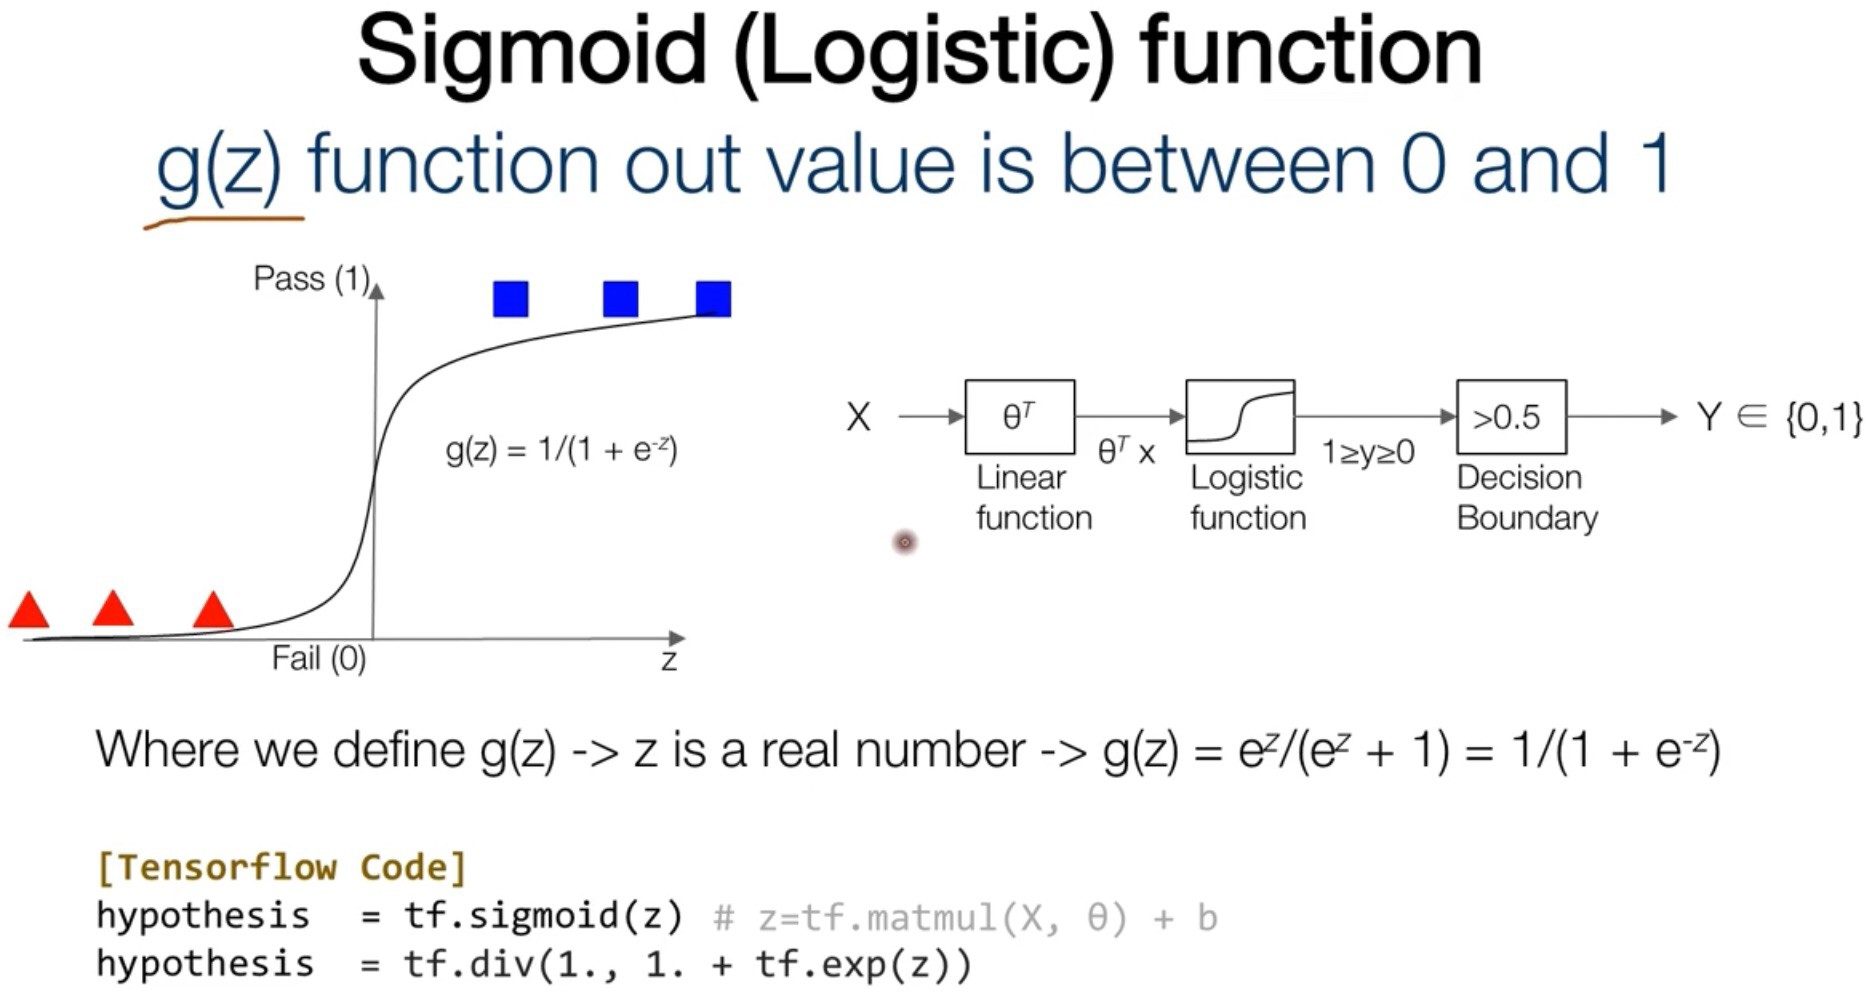 Sigmoid (Logistic) function
g(z) function out value is between 0 and 1
Pass (1)
g(z) = 1/(1 + e⁻ᶻ)
Fail (0)
z
X
θᵀ
Linear
function
θᵀ x
Logistic
function
1≥y≥0
>0.5
Decision
Boundary
Y ∈ {0,1}
Where we define g(z) -> z is a real number -> g(z) = eᶻ/(eᶻ + 1) = 1/(1 + e⁻ᶻ)
[Tensorflow Code]
hypothesis = tf.sigmoid(z) # z=tf.matmul(X, θ) + b
hypothesis = tf.div(1., 1. + tf.exp(z))